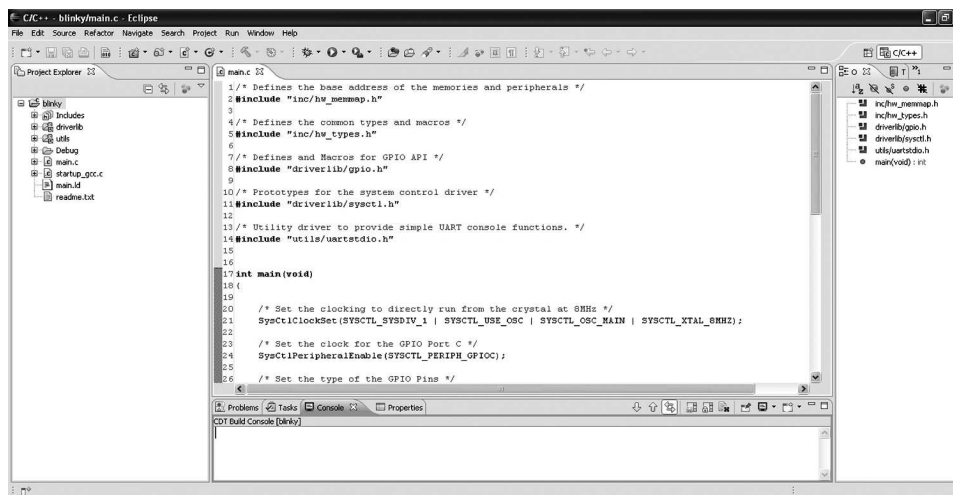 C/C++ - blinky/main.c - Eclipse
File Edit Source Refactor Navigate Search Project Run Window Help
C/C++
Project Explorer
blinky
Includes
driverlib
utils
Debug
main.c
startup_gcc.c
main.ld
readme.txt
main.c
1 /* Defines the base address of the memories and peripherals */
2 #include "inc/hw_memmap.h"
3
4 /* Defines the common types and macros */
5 #include "inc/hw_types.h"
6
7 /* Defines and Macros for GPIO API */
8 #include "driverlib/gpio.h"
9
10 /* Prototypes for the system control driver */
11 #include "driverlib/sysctl.h"
12
13 /* Utility driver to provide simple UART console functions. */
14 #include "utils/uartstdio.h"
15
16
17 int main(void)
18 {
19
20 /* Set the clocking to directly run from the crystal at 8MHz */
21 SysCtlClockSet(SYSCTL_SYSDIV_1 | SYSCTL_USE_OSC | SYSCTL_OSC_MAIN | SYSCTL_XTAL_8MHZ);
22
23 /* Set the clock for the GPIO Port C */
24 SysCtlPeripheralEnable(SYSCTL_PERIPH_GPIOC);
25
26 /* Set the type of the GPIO Pins */
Problems Tasks Console Properties
CDT Build Console [blinky]
inc/hw_memmap.h
inc/hw_types.h
driverlib/gpio.h
driverlib/sysctl.h
utils/uartstdio.h
main(void) : int